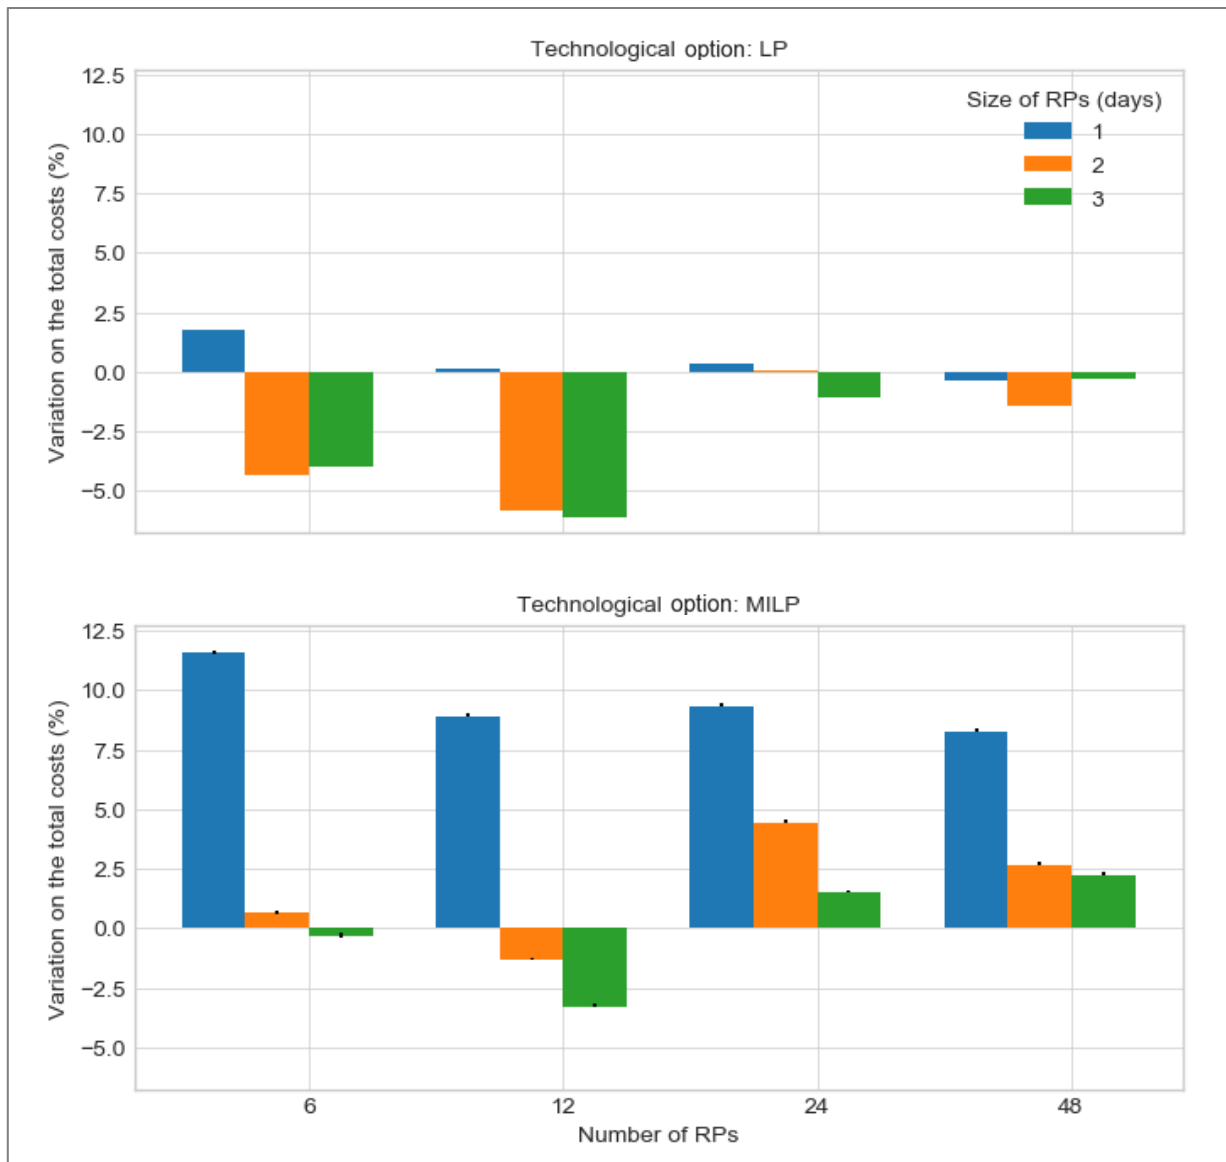 Technological option: LP
12.5
10.0
7.5
5.0
2.5
0.0
−2.5
−5.0
Variation on the total costs (%)
Size of RPs (days)
1
2
3
Technological option: MILP
12.5
10.0
7.5
5.0
2.5
0.0
−2.5
−5.0
Variation on the total costs (%)
6 12 24 48
Number of RPs